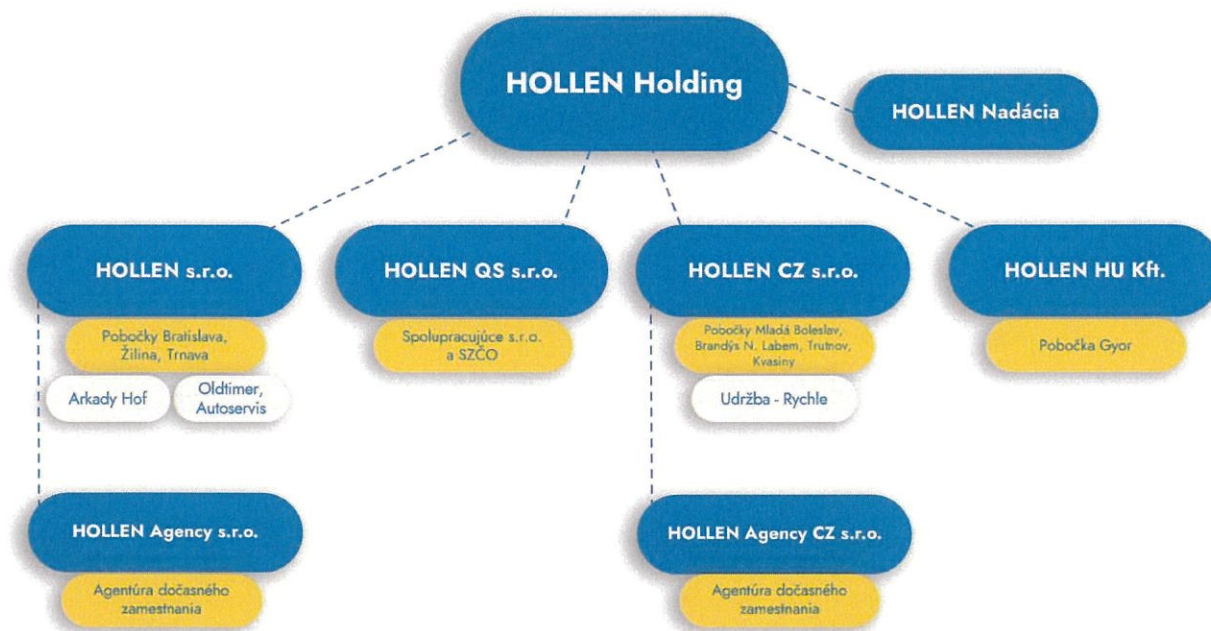 HOLLEN Holding
HOLLEN Nadácia
HOLLEN s.r.o.
HOLLEN QS s.r.o.
HOLLEN CZ s.r.o.
HOLLEN HU Kft.
Pobočky Bratislava,
Žilina, Trnava
Spolupracujúce s.r.o.
a SZČO
Pobočky Mladá Boleslav,
Brandýs N. Labem, Trutnov,
Kvasiny
Pobočka Gyor
Arkady Hof
Oldtimer,
Autoservis
Udržba - Rychle
HOLLEN Agency s.r.o.
HOLLEN Agency CZ s.r.o.
Agentúra dočasného
zamestnania
Agentúra dočasného
zamestnania